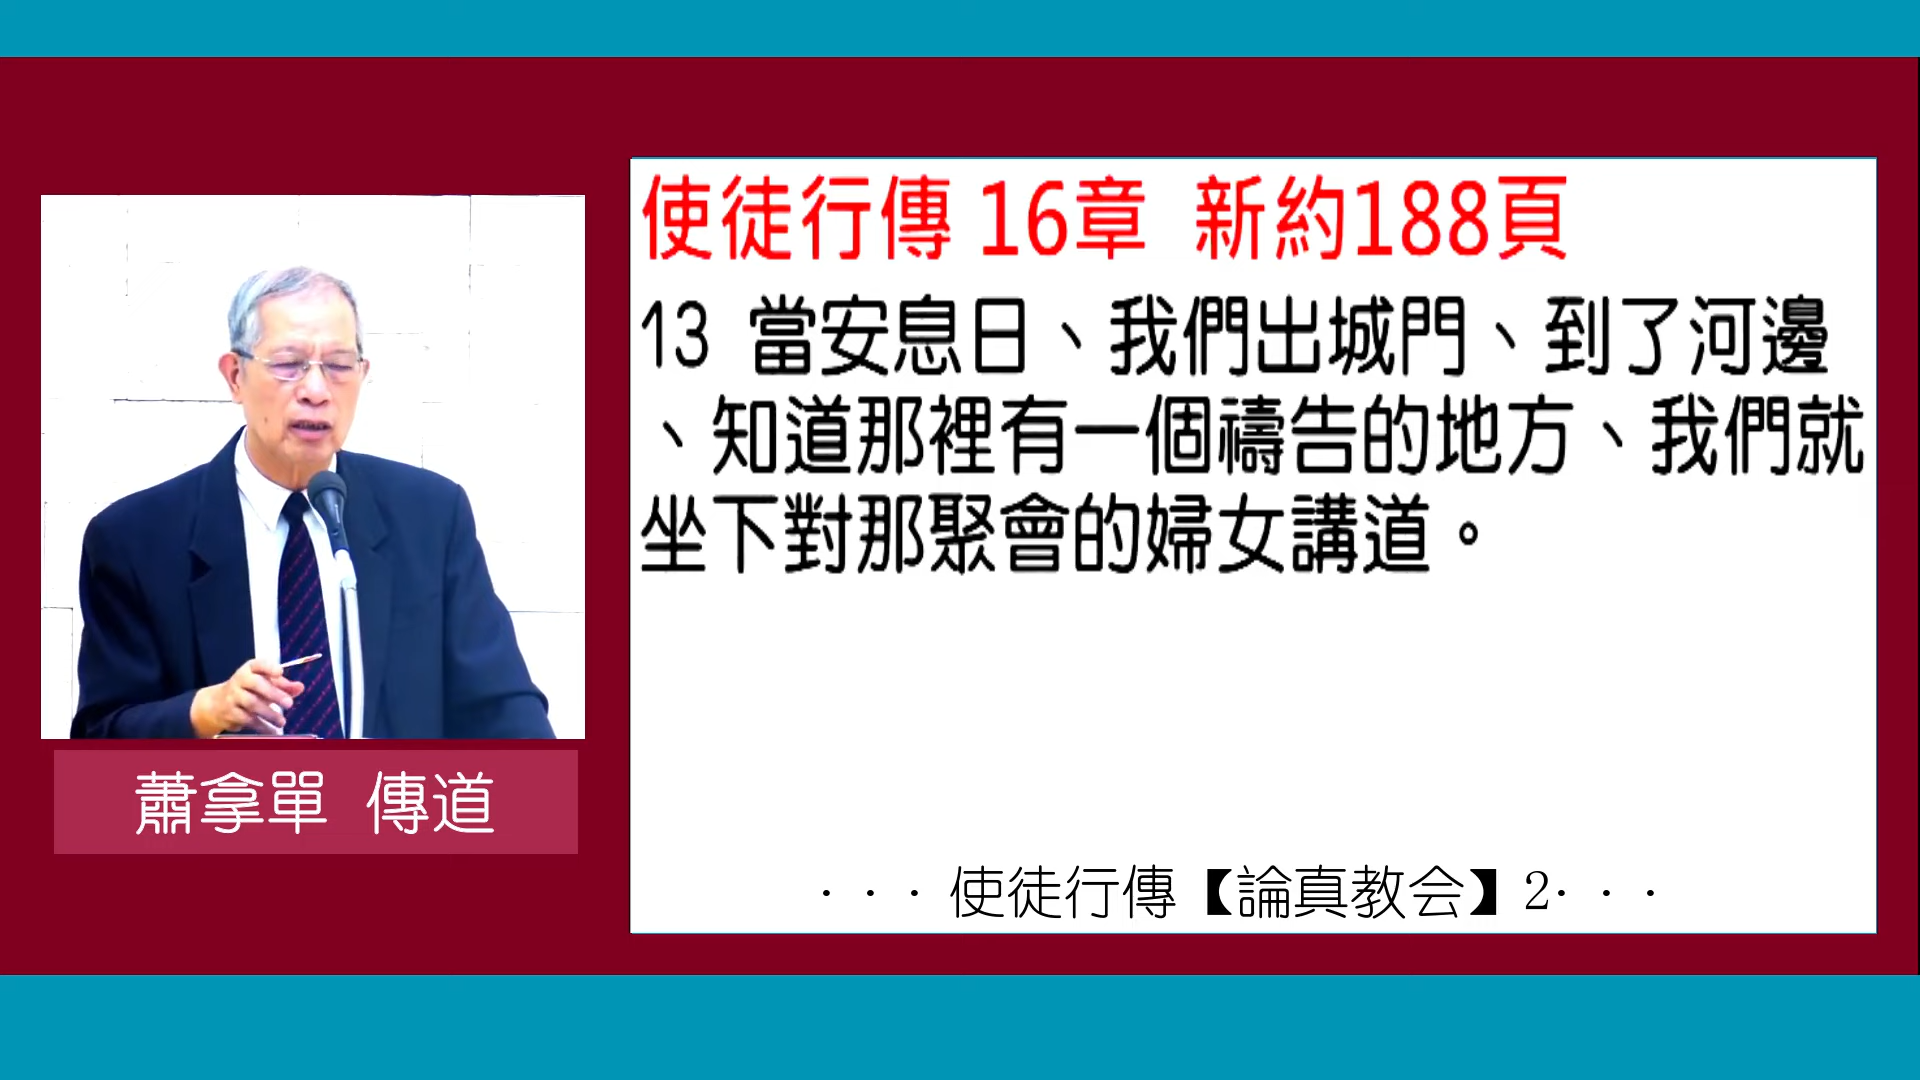 使徒行傳 16章 新約188頁
13 當安息日、我們出城門、到了河邊
、知道那裡有一個禱告的地方、我們就
坐下對那聚會的婦女講道。
蕭拿單 傳道
···使徒行傳【論真教会】2···